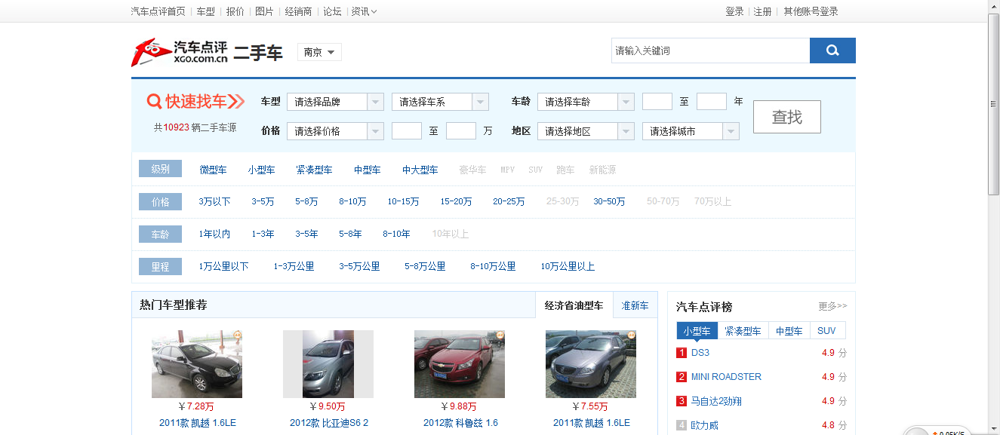 汽车点评首页 车型 报价 图片 经销商 论坛 资讯 登录 注册 其他账号登录
汽车点评 xgo.com.cn 二手车 南京 请输入关键词
快速找车 车型 请选择品牌 请选择车系 车龄 请选择车龄 至 年 查找
共10923 辆二手车源 价格 请选择价格 至 万 地区 请选择地区 请选择城市
级别 微型车 小型车 紧凑型车 中型车 中大型车 豪华车 MPV SUV 跑车 新能源
价格 3万以下 3-5万 5-8万 8-10万 10-15万 15-20万 20-25万 25-30万 30-50万 50-70万 70万以上
车龄 1年以内 1-3年 3-5年 5-8年 8-10年 10年以上
里程 1万公里以下 1-3万公里 3-5万公里 5-8万公里 8-10万公里 10万公里以上
热门车型推荐 经济省油型车 准新车
￥7.28万 ￥9.50万 ￥9.88万 ￥7.55万
2011款 凯越 1.6LE 2012款 比亚迪S6 2 2012款 科鲁兹 1.6 2011款 凯越 1.6LE
汽车点评榜 更多>>
小型车 紧凑型车 中型车 SUV
1 DS3 4.9 分
2 MINI ROADSTER 4.9 分
3 马自达2劲翔 4.9 分
4 欧力威 4.8 分